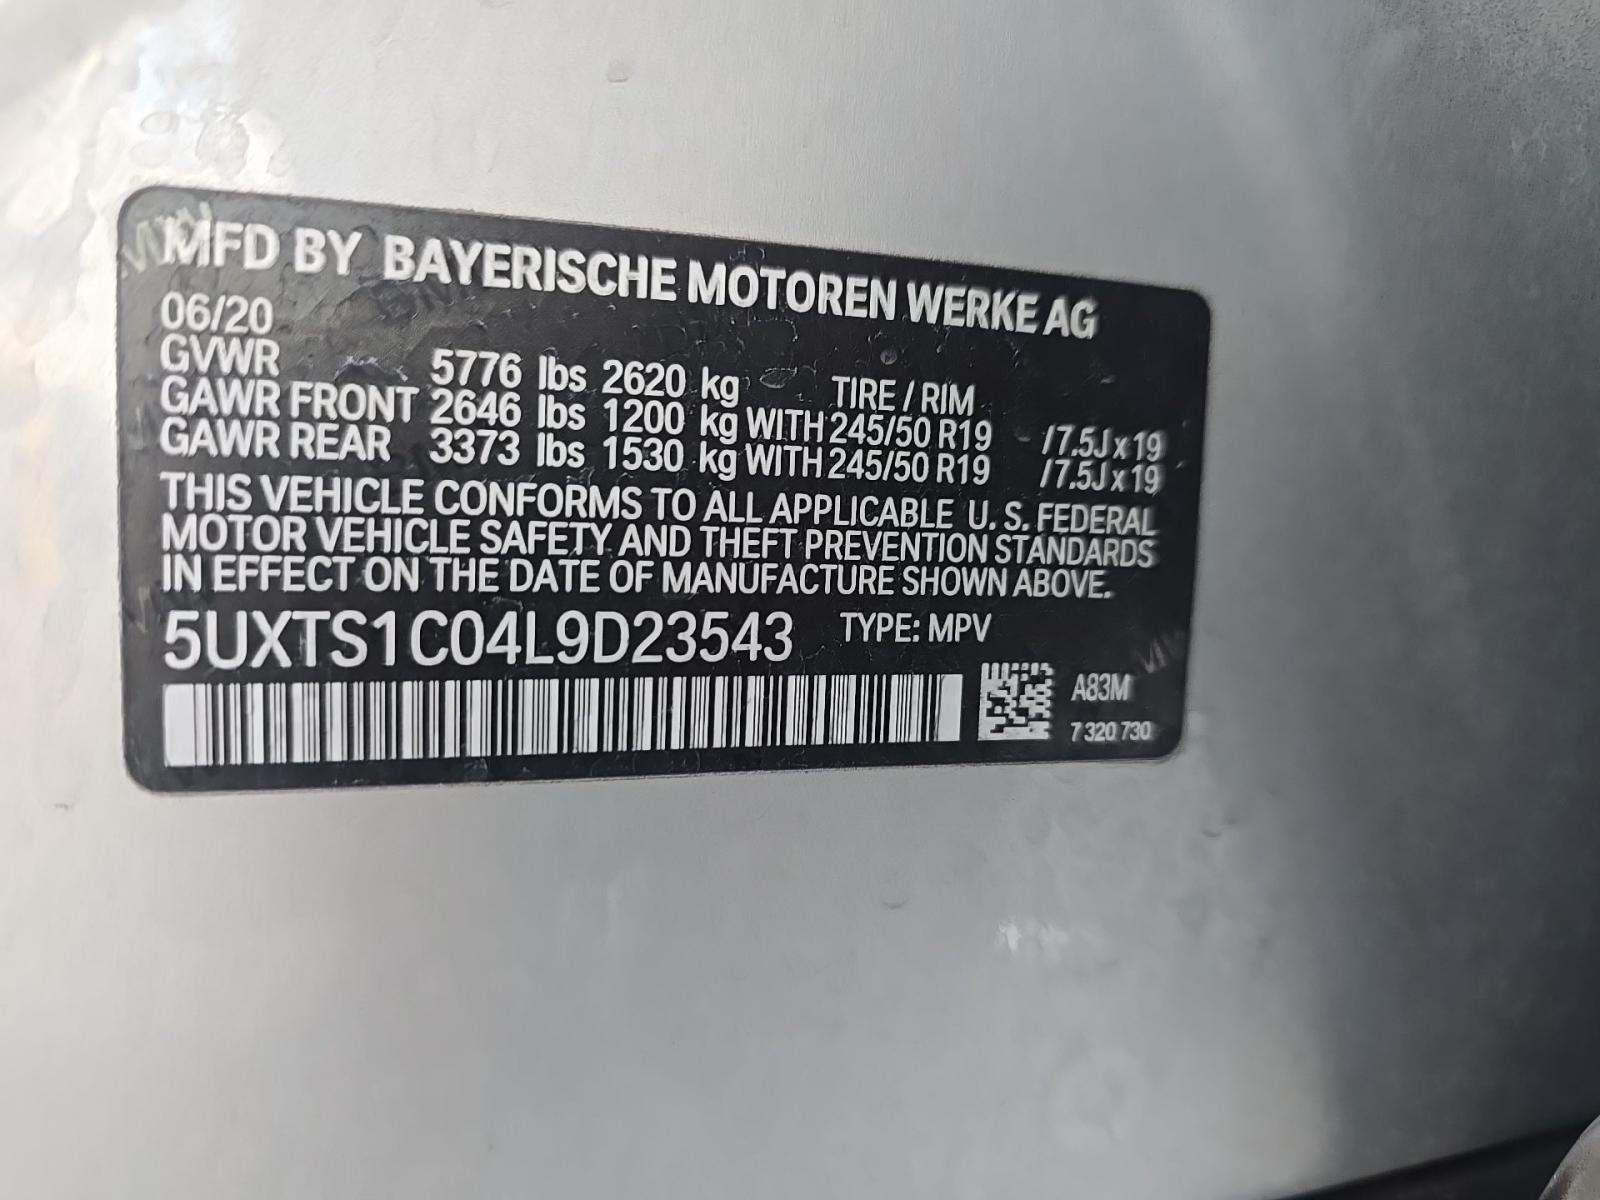 MFD BY BAYERISCHE MOTOREN WERKE AG
06/20
GVWR 5776 lbs 2620 kg TIRE / RIM
GAWR FRONT 2646 lbs 1200 kg WITH 245/50 R19 /7.5J x 19
GAWR REAR 3373 lbs 1530 kg WITH 245/50 R19 /7.5J x 19
THIS VEHICLE CONFORMS TO ALL APPLICABLE U. S. FEDERAL
MOTOR VEHICLE SAFETY AND THEFT PREVENTION STANDARDS
IN EFFECT ON THE DATE OF MANUFACTURE SHOWN ABOVE.
5UXTS1C04L9D23543 TYPE: MPV
A83M
7 320 730